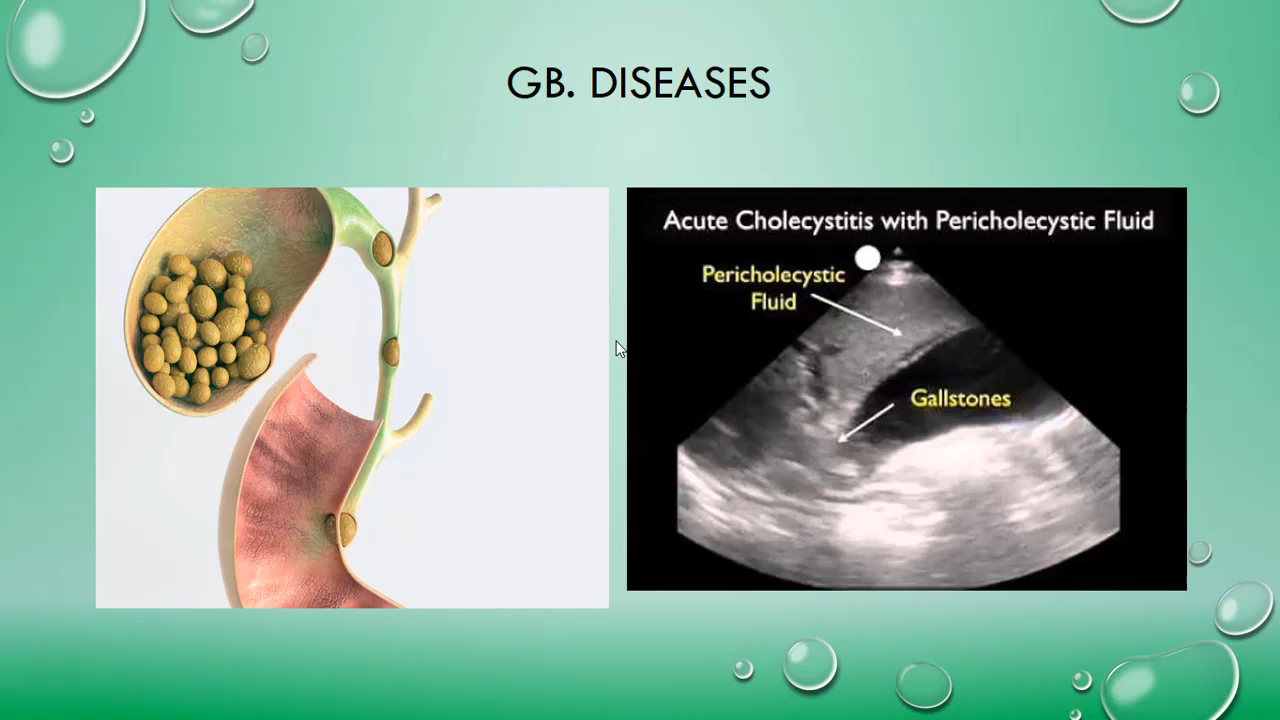 GB. DISEASES
Acute Cholecystitis with Pericholecystic Fluid
Pericholecystic
Fluid
Gallstones